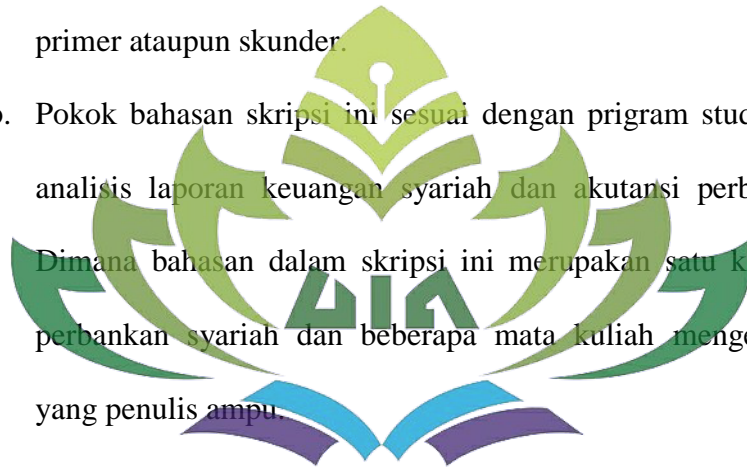 primer ataupun skunder.
. Pokok bahasan skripsi ini sesuai dengan prigram stud
analisis laporan keuangan syariah dan akutansi perb
Dimana bahasan dalam skripsi ini merupakan satu k
UIN
perbankan syariah dan beberapa mata kuliah menge
yang penulis ampu.